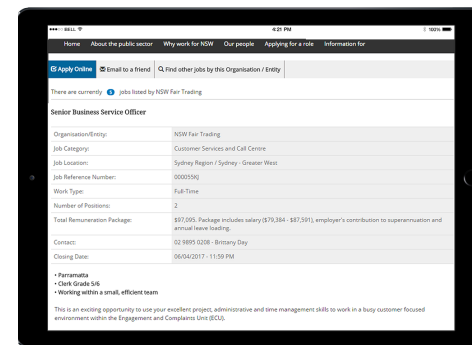 BELL
4:21 PM
100%
Home About the public sector Why work for NSW Our people Applying for a role Information for
Apply Online Email to a friend Find other jobs by this Organisation / Entity
There are currently jobs listed by NSW Fair Trading
Senior Business Service Officer
Organisation/Entity: NSW Fair Trading
Job Category: Customer Services and Call Centre
Job Location: Sydney Region / Sydney - Greater West
Job Reference Number: 000055KJ
Work Type: Full-Time
Number of Positions: 2
Total Remuneration Package: $97,095: Package includes salary ($79,384 - $87,591), employer's contribution to superannuation and
annual leave loading.
Contact: 02 9895 0208 - Brittany Day
Closing Date: 06/04/2017 - 11:59 PM
• Parramatta
• Clerk Grade 5/6
• Working within a small, efficient team
This is an exciting opportunity to use your excellent project, administrative and time management skills to work in a busy customer focused
environment within the Engagement and Complaints Unit (ECU).